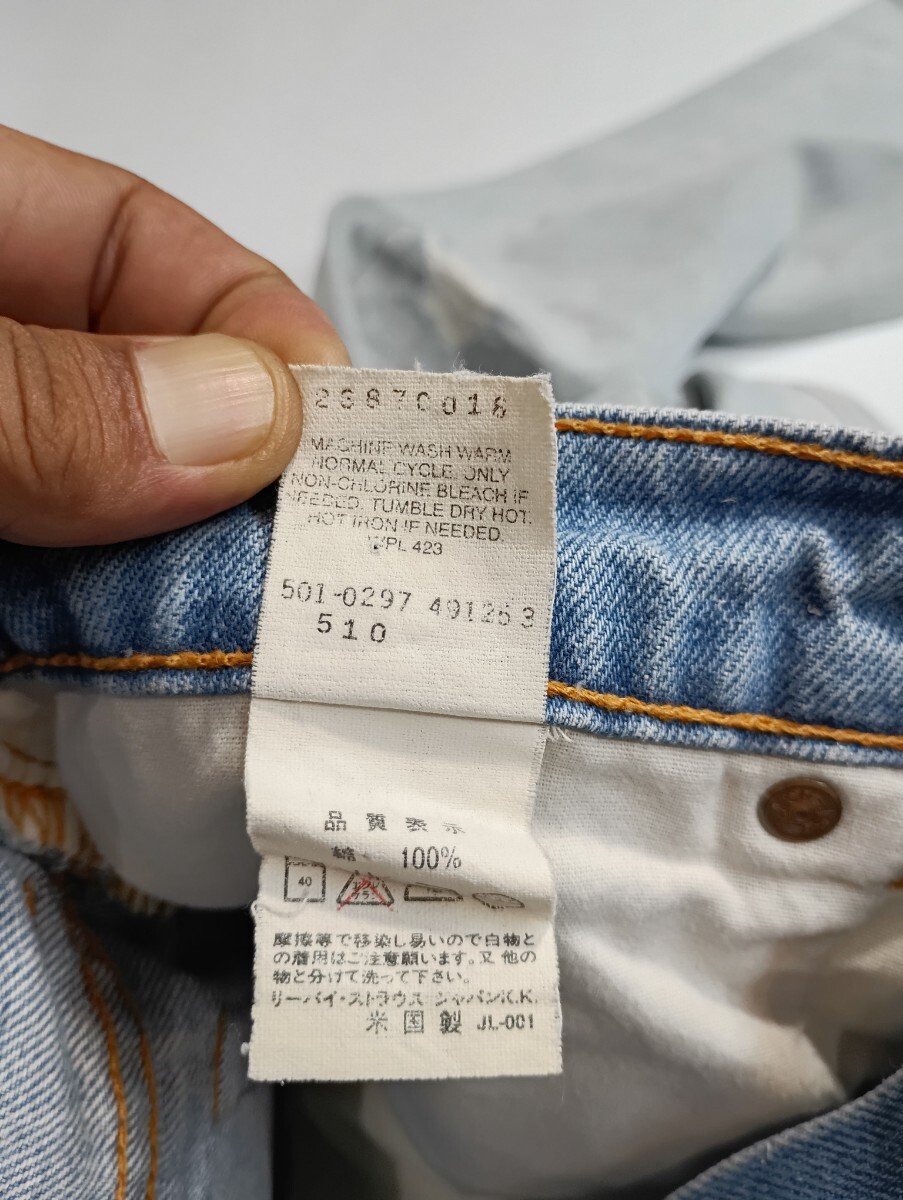 23870018
MACHINE WASH WARM
NORMAL CYCLE. ONLY
NON-CHLORINE BLEACH IF
NEEDED. TUMBLE DRY HOT.
HOT IRON IF NEEDED.
WPL 423
501-0297 491263
510
品質表示
綿 100%
40
摩擦等で移染し易いので白物と
の着用はご注意願います。又他の
物と分けて洗って下さい。
リーバイ・ストラウス ジャパンK.K.
米国製 JL-001